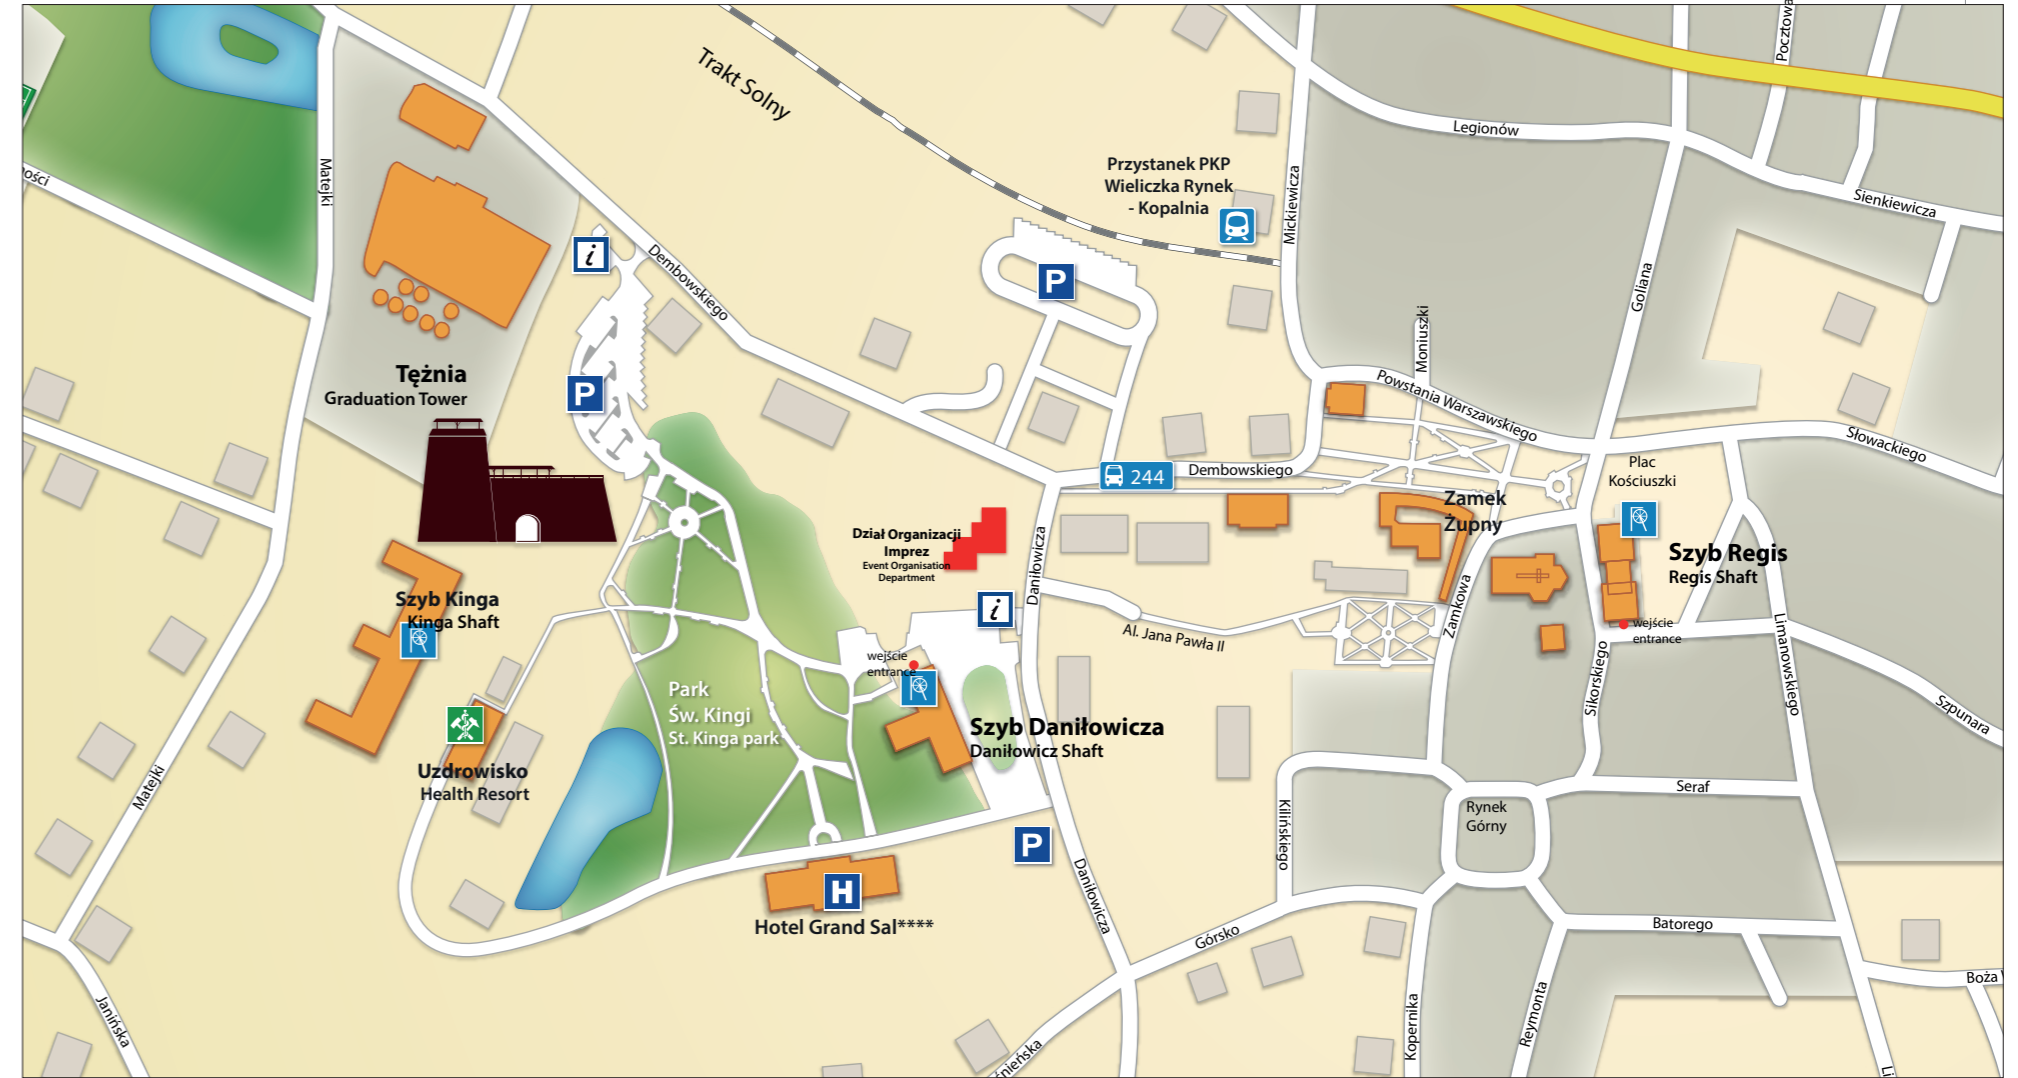 Pocztowa
Trakt Solny
Legionów
Przystanek PKP
Wieliczka Rynek
- Kopalnia
Mickiewicza
Matejki
Sienkiewicza
i
Dembowskiego
P
Goliana
Moniuszki
Tężnia
Graduation Tower
P
Powstania Warszawskiego
Słowackiego
Plac
Kościuszki
244
Dembowskiego
Zamek
Żupny
Dział Organizacji
Imprez
Event Organisation
Department
Daniłowicza
Szyb Regis
Regis Shaft
Szyb Kinga
Kinga Shaft
i
Al. Jana Pawła II
Zamkowa
wejście
entrance
wejście
entrance
Limanowskiego
Sikorskiego
Park
Św. Kingi
St. Kinga park
Szyb Daniłowicza
Daniłowicz Shaft
Szpunara
Uzdrowisko
Health Resort
Matejki
Seraf
Rynek
Górny
Kilińskiego
P
H
Daniłowicza
Hotel Grand Sal****
Górsko
Batorego
Boża
Janińska
Kopernika
Reymonta